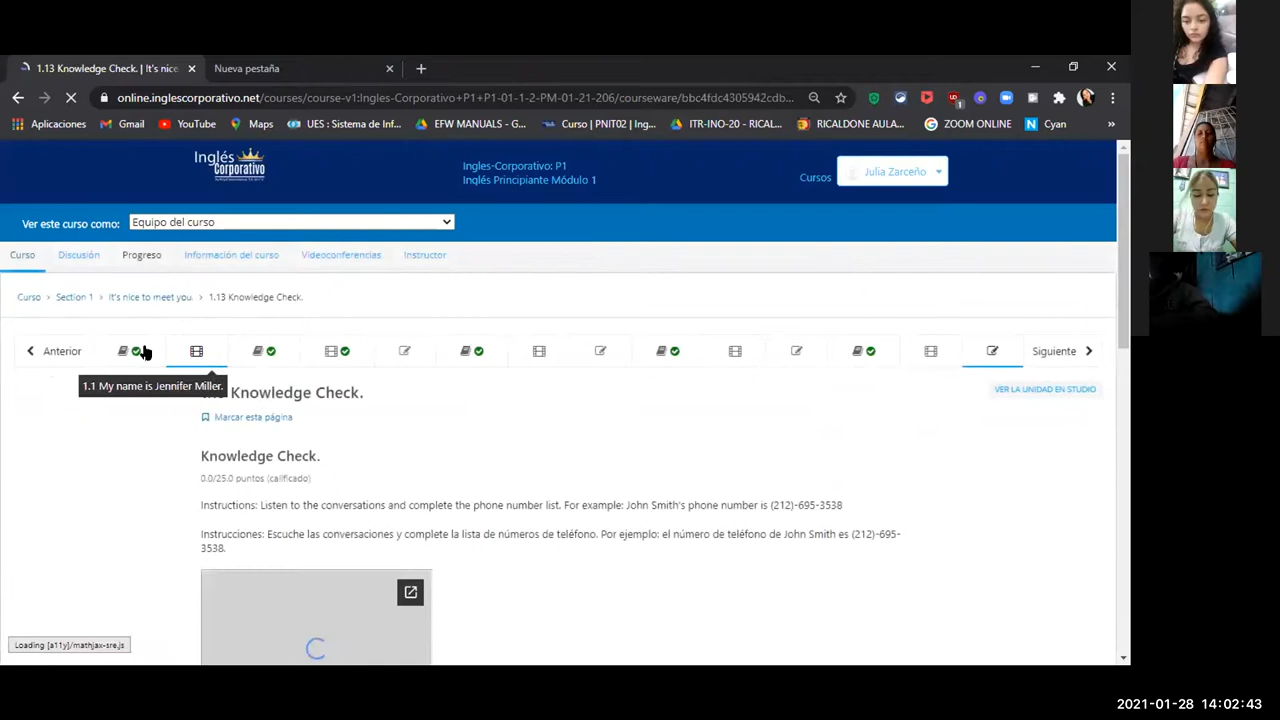 1.13 Knowledge Check. | It's nice
Nueva pestaña
online.inglescorporativo.net/courses/course-v1:Ingles-Corporativo+P1+P1-01-1-2-PM-01-21-206/courseware/bbc4fdc4305942cdb...
Aplicaciones
Gmail
YouTube
Maps
UES : Sistema de Inf...
EFW MANUALS - G...
Curso | PNIT02 | Ing...
ITR-INO-20 - RICAL...
RICALDONE AULA...
ZOOM ONLINE
Cyan
Inglés
Corporativo
Ingles-Corporativo: P1
Inglés Principiante Módulo 1
Cursos
Julia Zarceño
Ver este curso como:
Equipo del curso
Curso
Discusión
Progreso
Información del curso
Videoconferencias
Instructor
Curso > Section 1 > It's nice to meet you. > 1.13 Knowledge Check.
Anterior
Siguiente
1.1 My name is Jennifer Miller.
Knowledge Check.
VER LA UNIDAD EN STUDIO
Marcar esta página
Knowledge Check.
0.0/25.0 puntos (calificado)
Instructions: Listen to the conversations and complete the phone number list. For example: John Smith's phone number is (212)-695-3538
Instrucciones: Escuche las conversaciones y complete la lista de números de teléfono. Por ejemplo: el número de teléfono de John Smith es (212)-695-
3538.
Loading [a11y]/mathjax-sre.js
2021-01-28 14:02:43